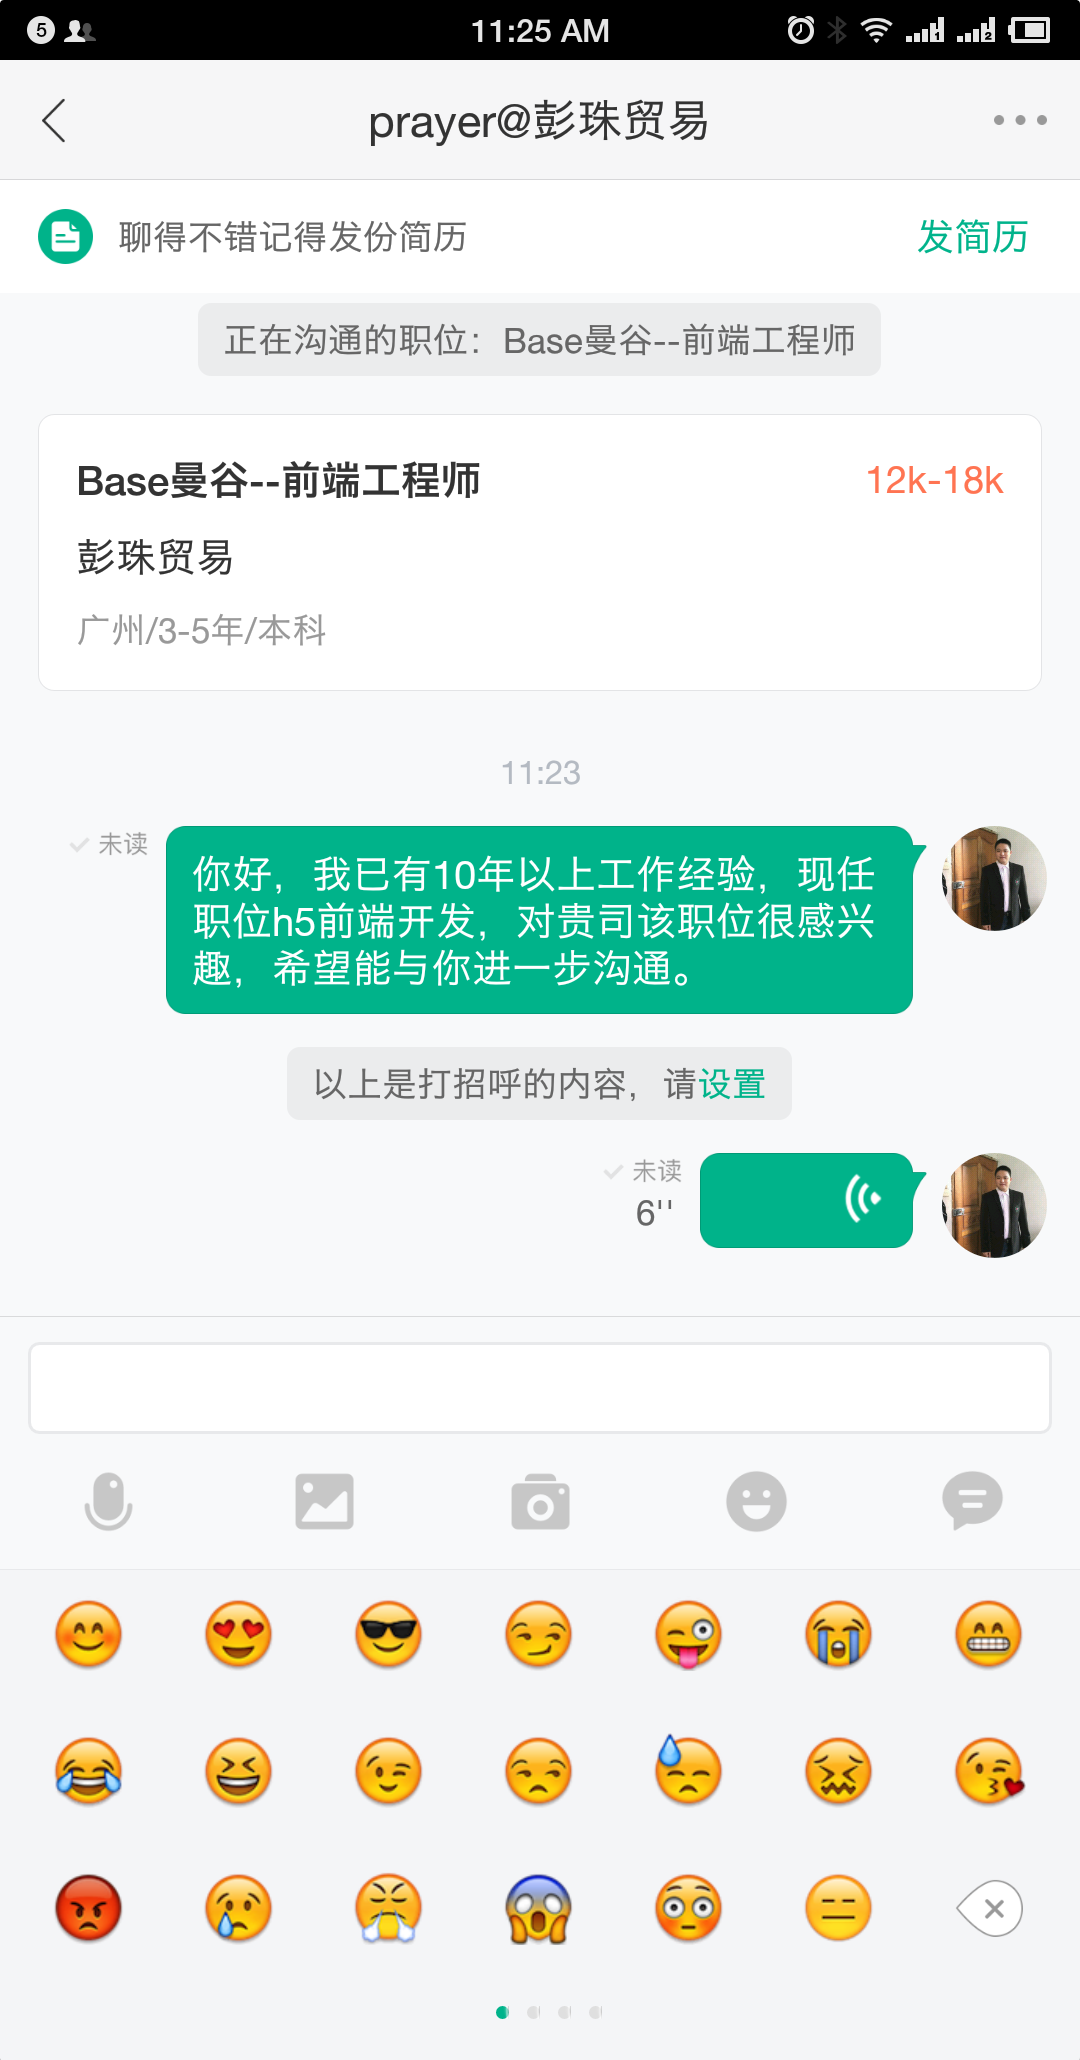 5
11:25 AM
1
2
prayer@彭珠贸易
聊得不错记得发份简历
发简历
正在沟通的职位：Base曼谷--前端工程师
Base曼谷--前端工程师
12k-18k
彭珠贸易
广州/3-5年/本科
11:23
未读
你好，我已有10年以上工作经验，现任
职位h5前端开发，对贵司该职位很感兴
趣，希望能与你进一步沟通。
以上是打招呼的内容，请设置
未读
6''